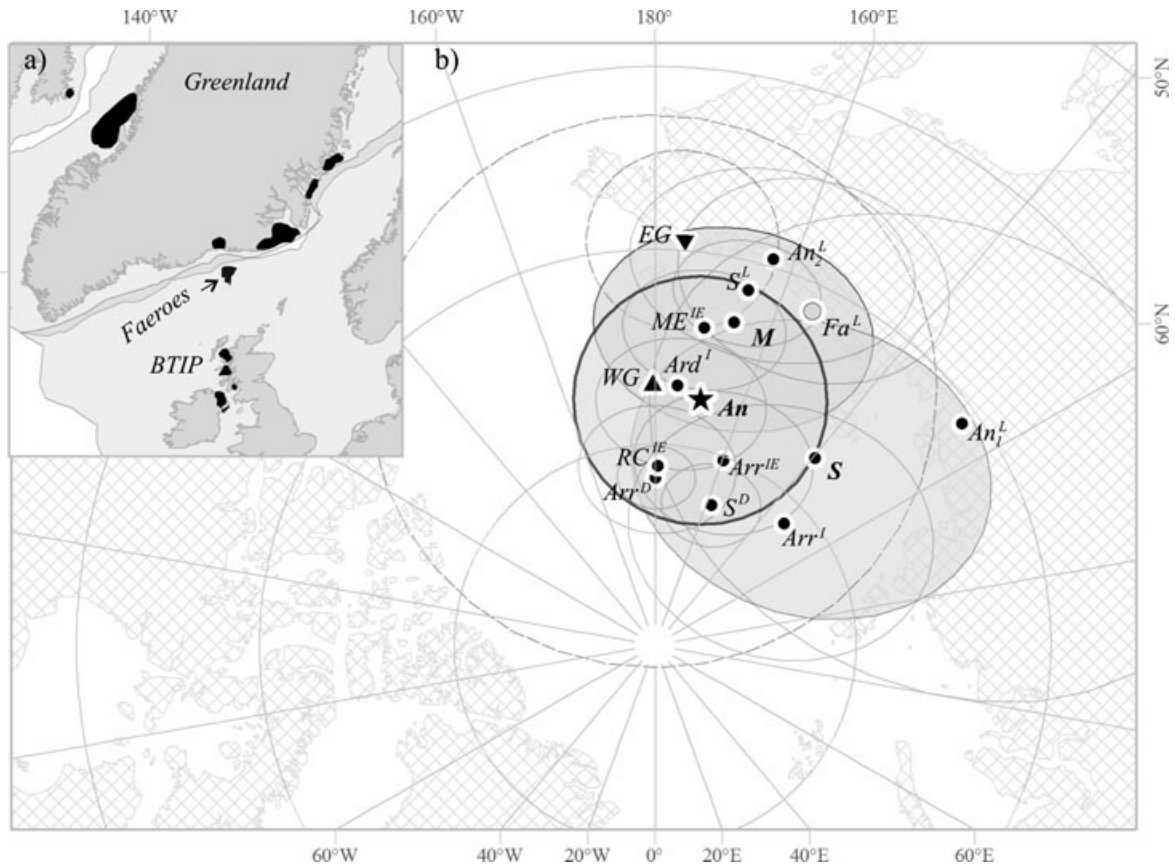 140°W 160°W 180° 160°E
a)
b)
Greenland
50°N
EG
An₂ᴸ
Sᴸ
Faeroes
MEᴵᴱ
M
Faᴸ
60°N
BTIP
WG
Ardᴵ
An
An₁ᴸ
RCᴵᴱ
Arrᴵᴱ
S
Arrᴰ
Sᴰ
Arrᴵ
60°W 40°W 20°W 0° 20°E 40°E 60°E